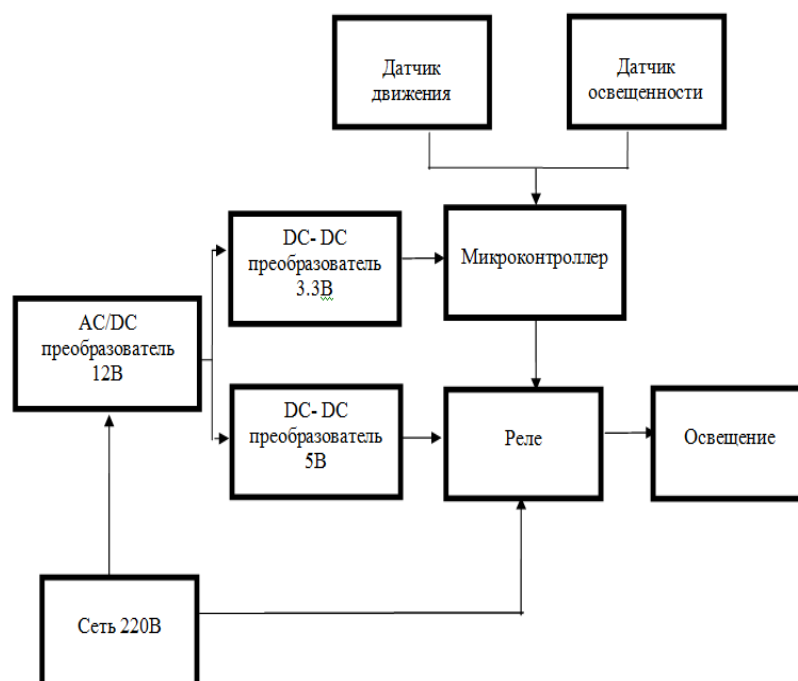 Датчик
движения
Датчик
освещенности
DC- DC
преобразователь
3.3В
Микроконтроллер
AC/DC
преобразователь
12В
DC- DC
преобразователь
5В
Реле
Освещение
Сеть 220В